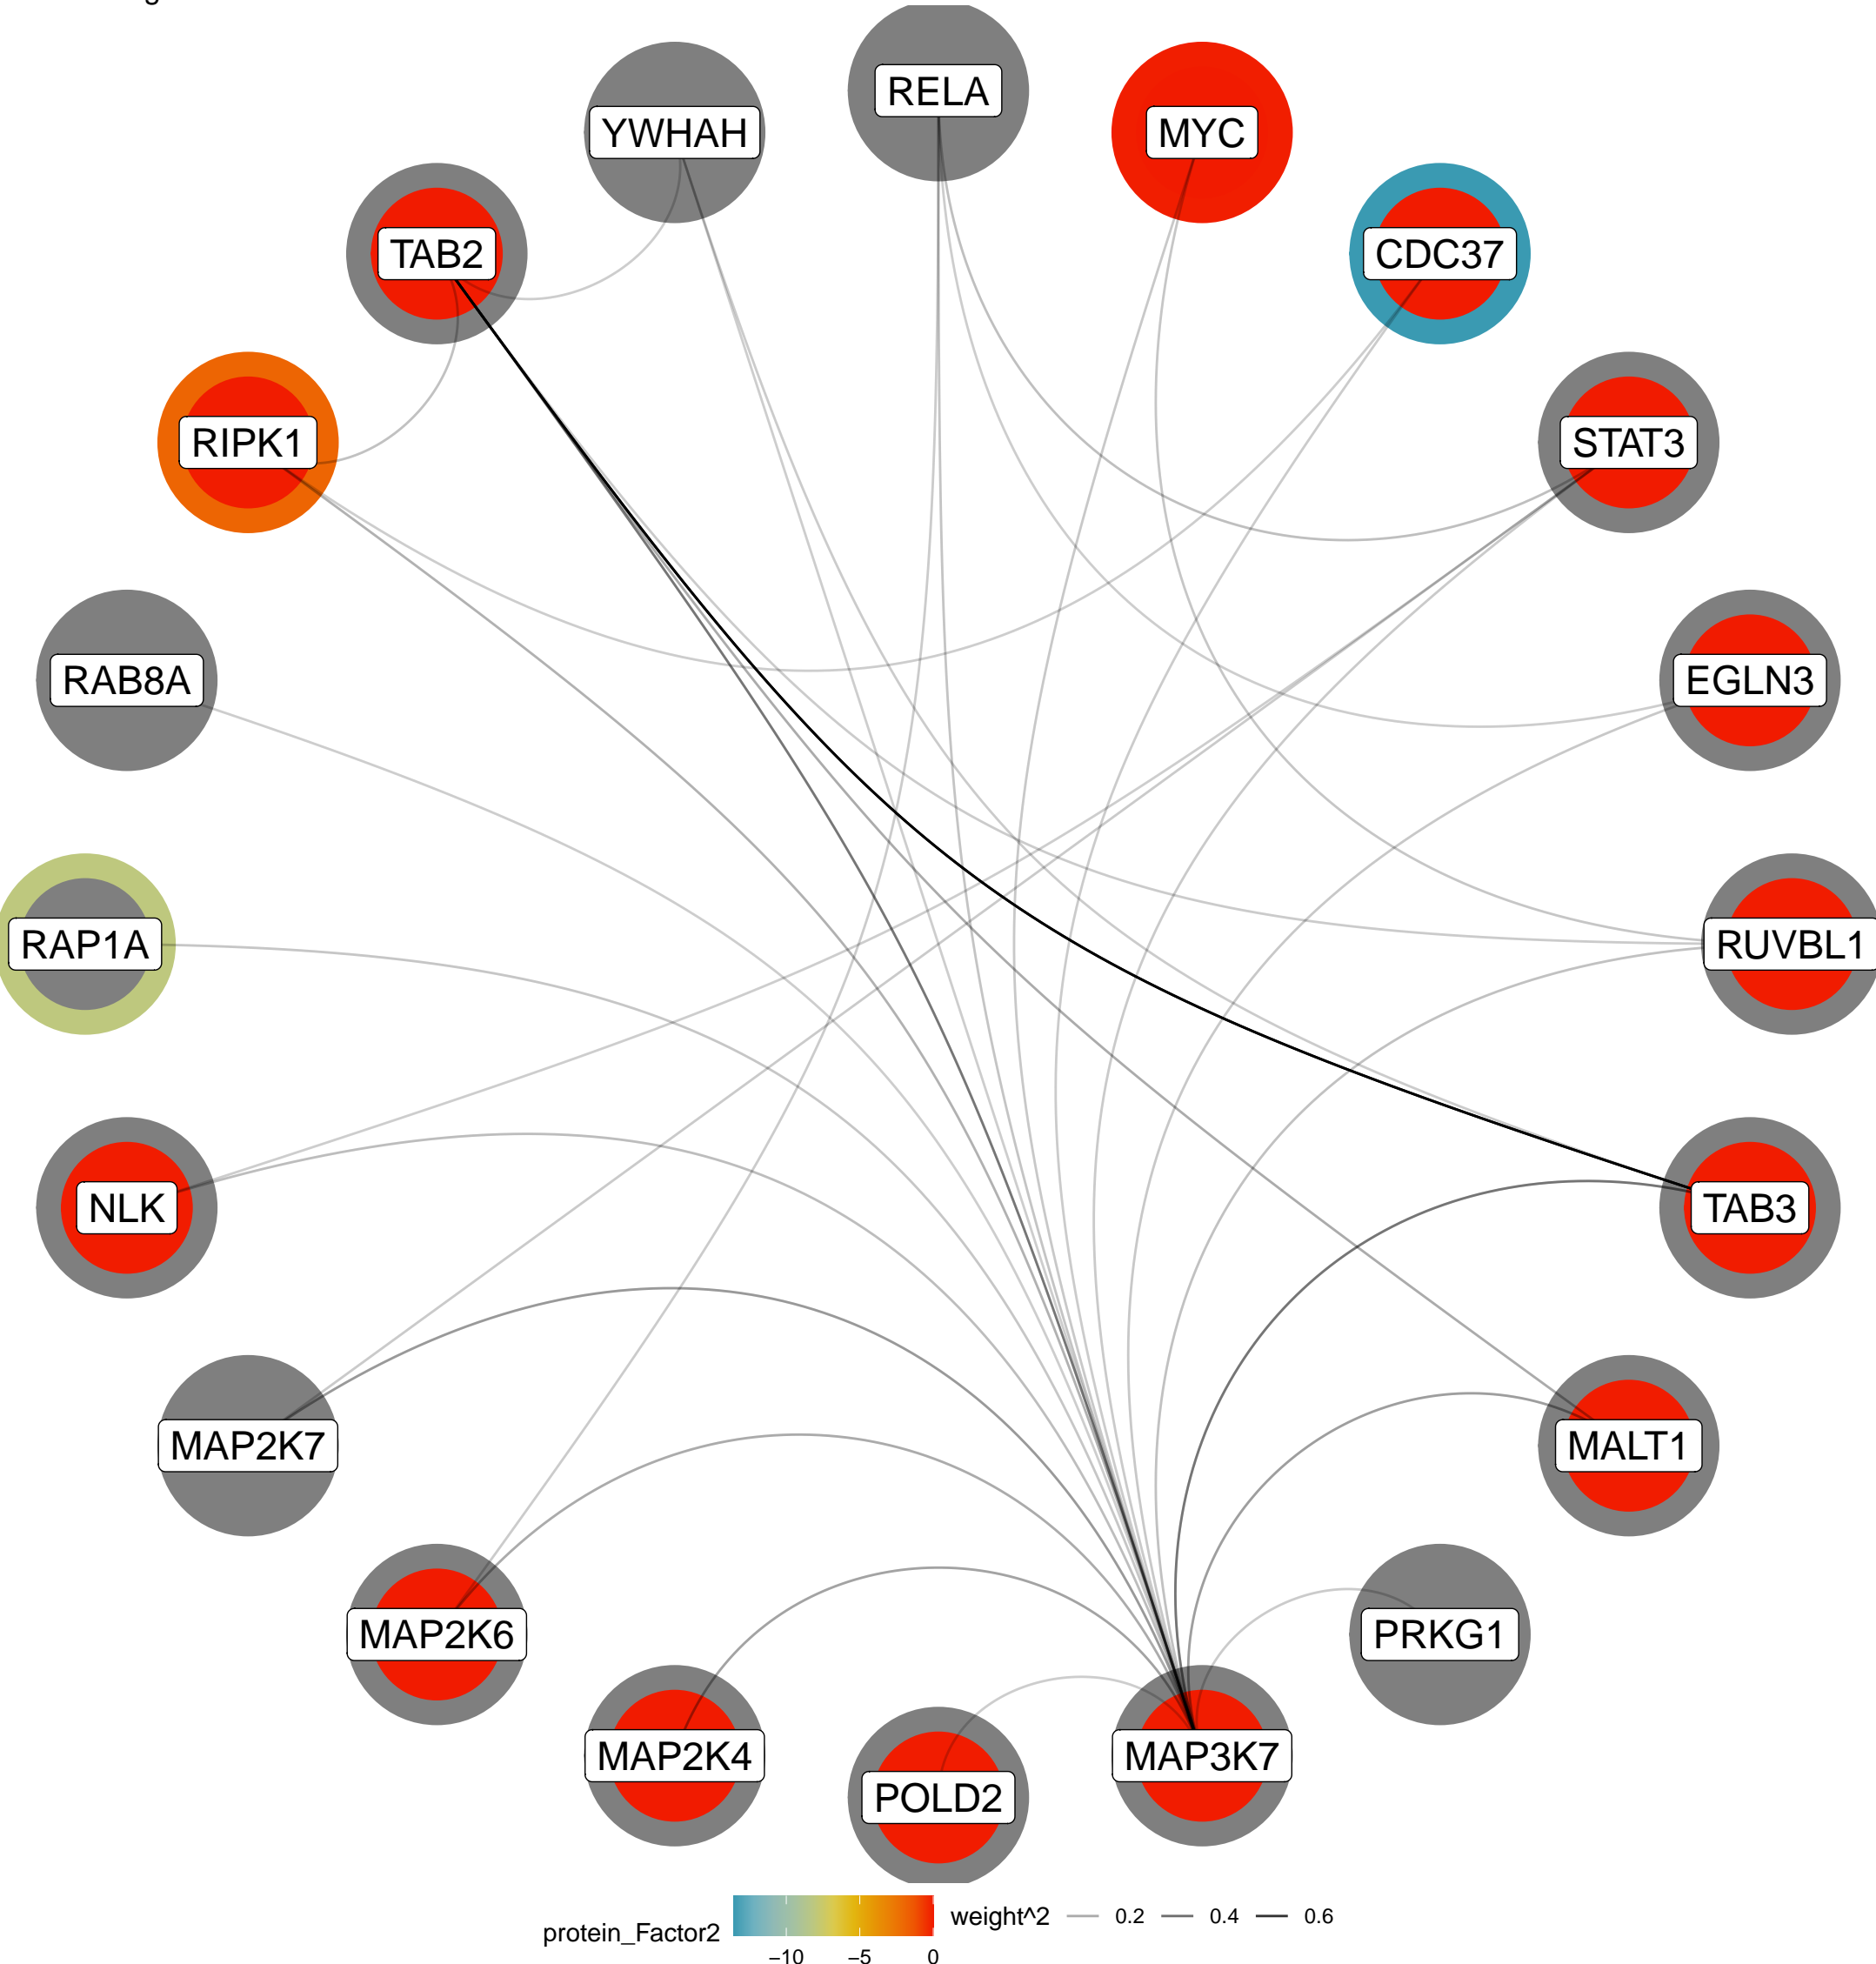 RELA
YWHAH
MYC
TAB2
CDC37
RIPK1
STAT3
RAB8A
EGLN3
RAP1A
RUVBL1
NLK
TAB3
MAP2K7
MALT1
MAP2K6
PRKG1
MAP2K4
MAP3K7
POLD2
protein_Factor2
−10 −5 0
weight^2 0.2 0.4 0.6